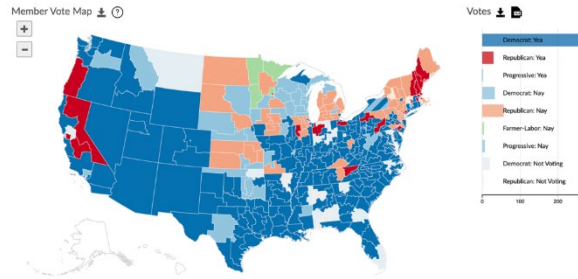 Member Vote Map
Votes
+
−
Democrat: Yea
Republican: Yea
Progressive: Yea
Democrat: Nay
Republican: Nay
Farmer-Labor: Nay
Progressive: Nay
Democrat: Not Voting
Republican: Not Voting
0
100
200